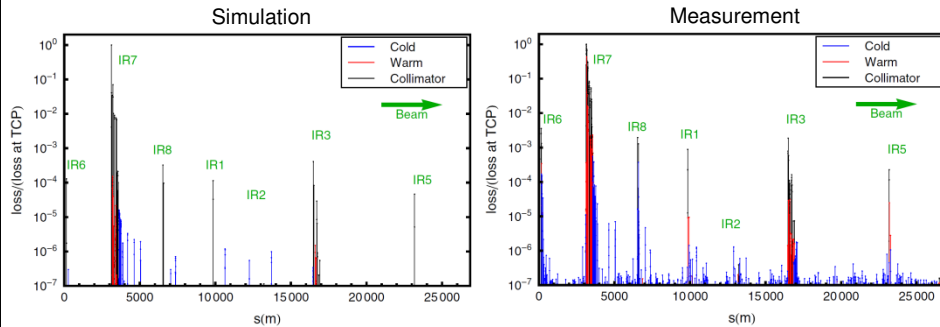 Simulation
Measurement
10⁰
10⁻¹
10⁻²
10⁻³
10⁻⁴
10⁻⁵
10⁻⁶
10⁻⁷
loss/(loss at TCP)
Cold
Warm
Collimator
IR7
Beam
IR3
IR6
IR8
IR1
IR2
IR5
0
5000
10000
15000
20000
25000
s(m)
10⁰
10⁻¹
10⁻²
10⁻³
10⁻⁴
10⁻⁵
10⁻⁶
10⁻⁷
loss/(loss at TCP)
Cold
Warm
Collimator
IR7
Beam
IR6
IR8
IR1
IR3
IR5
IR2
0
5000
10000
15000
20000
25000
s(m)